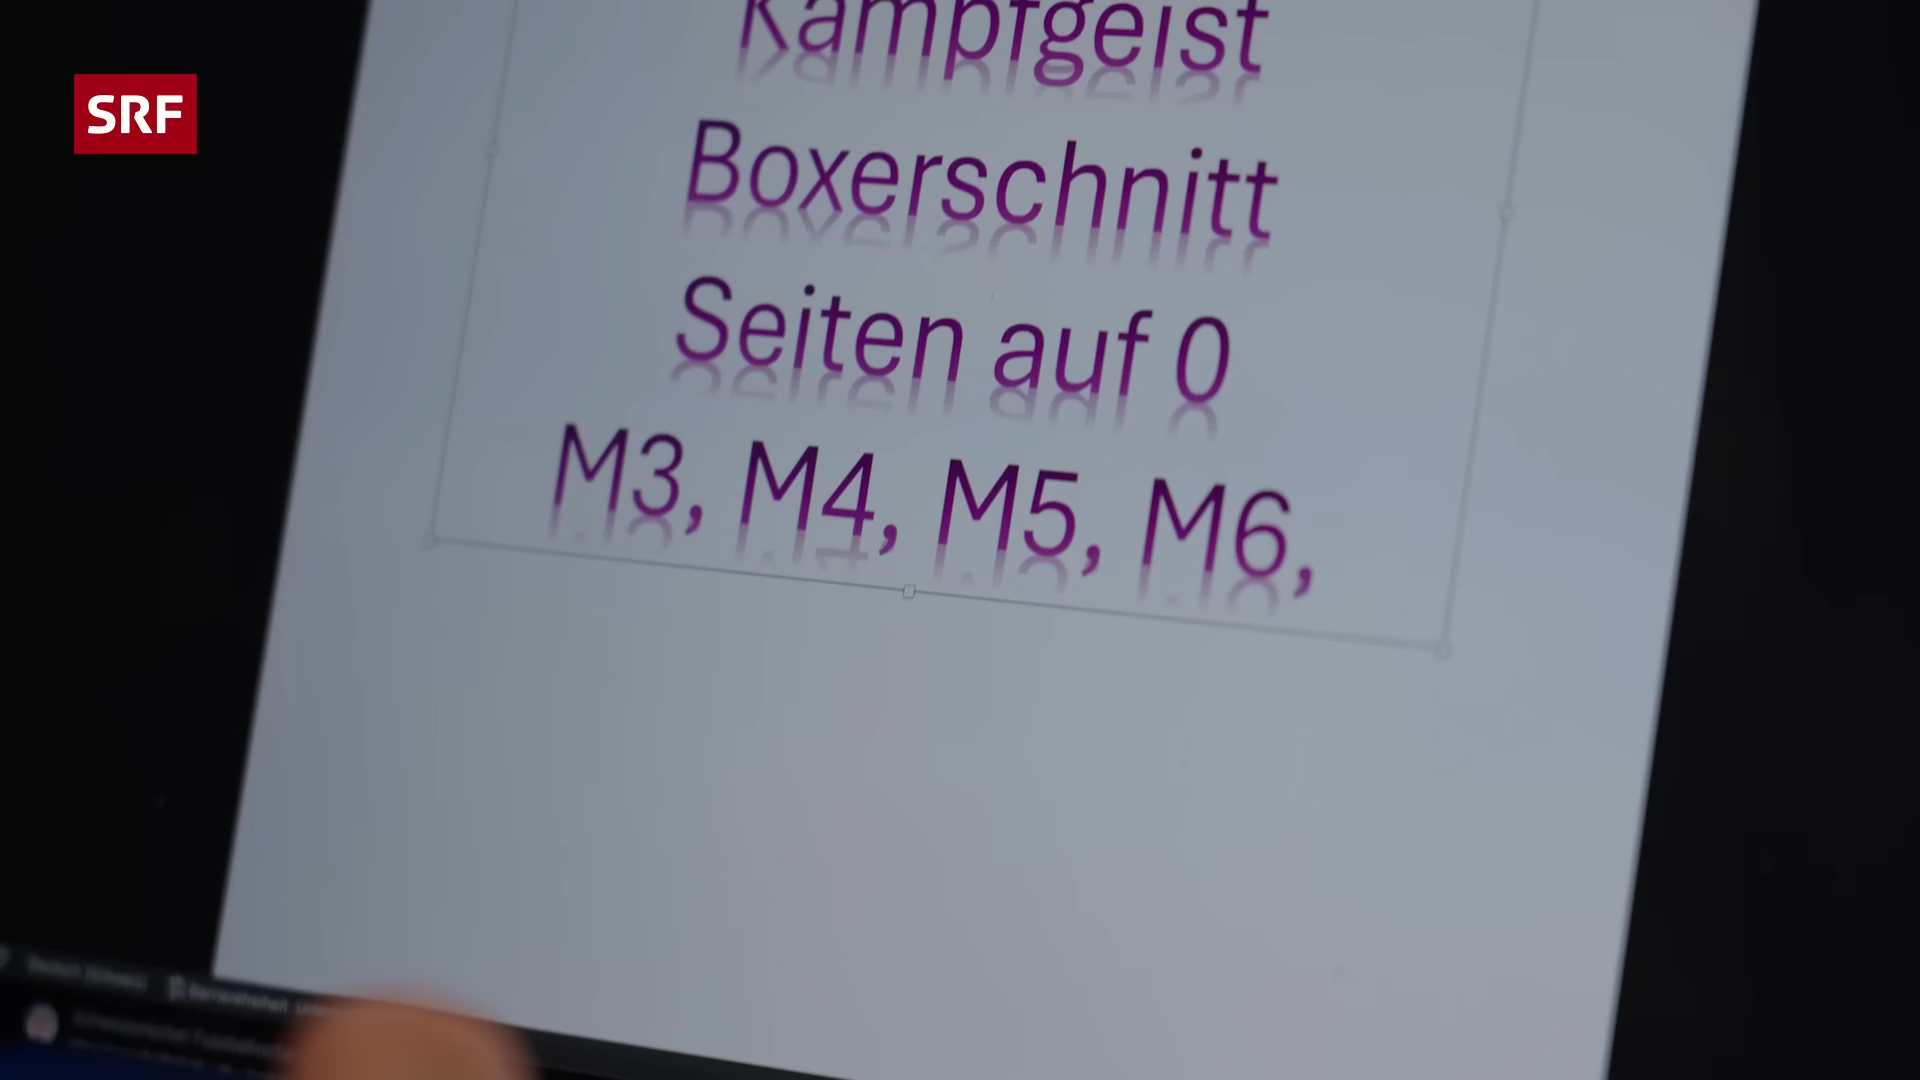 SRF
Kampfgeist
Boxerschnitt
Seiten auf 0
M3, M4, M5, M6,